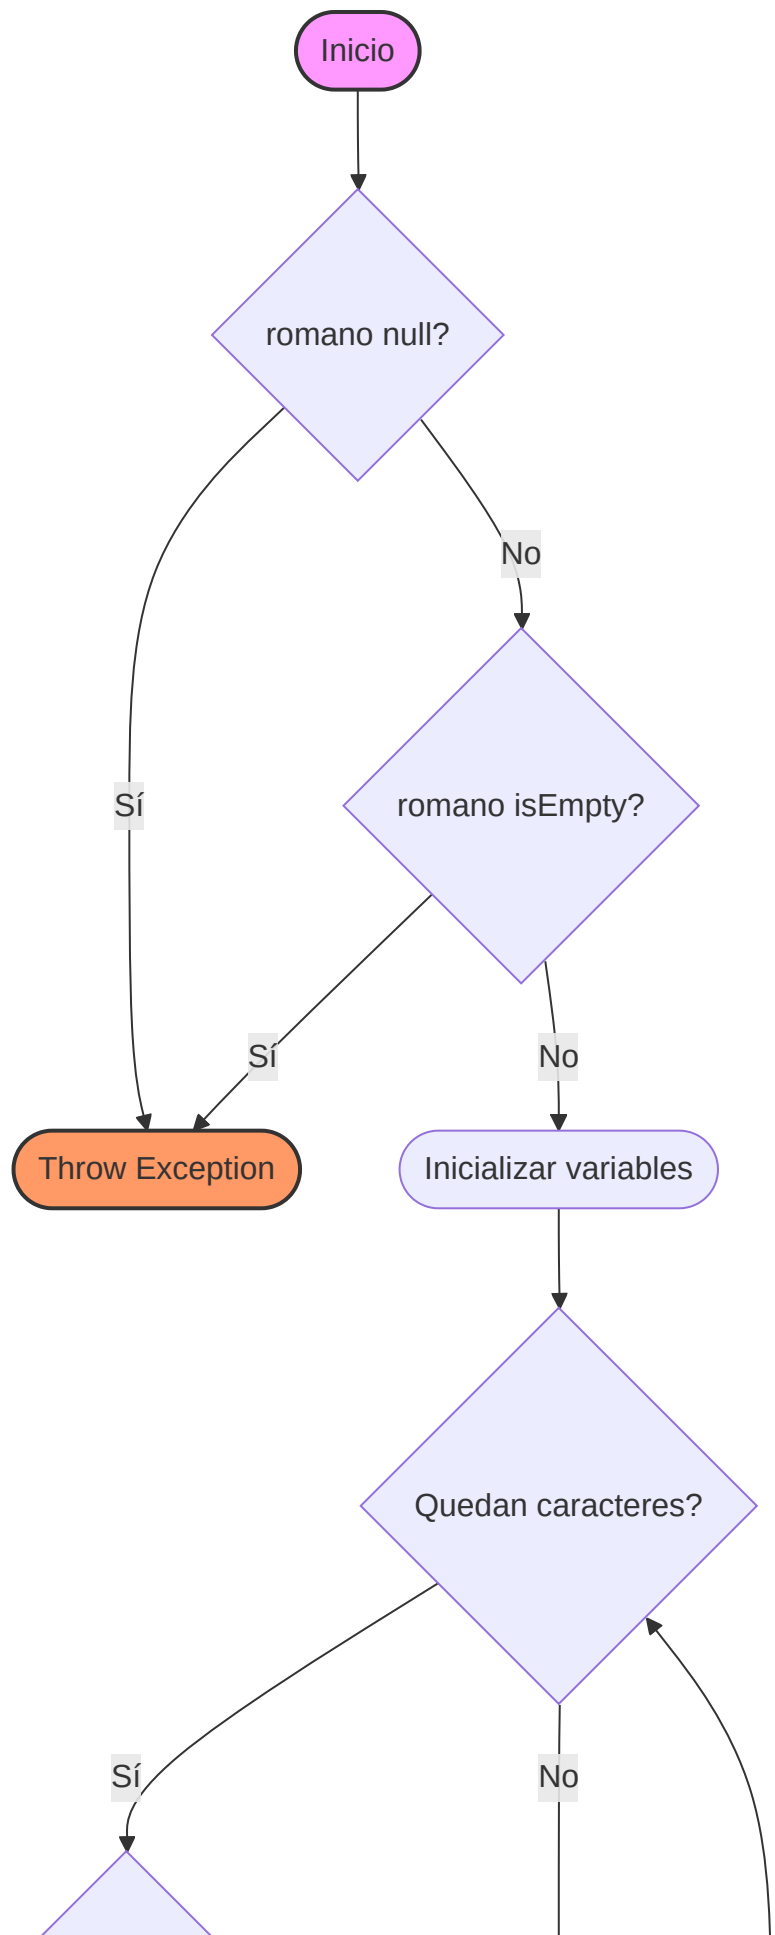 Inicio
romano null?
No
romano isEmpty?
Sí
Sí
No
Throw Exception
Inicializar variables
Quedan caracteres?
Sí
No